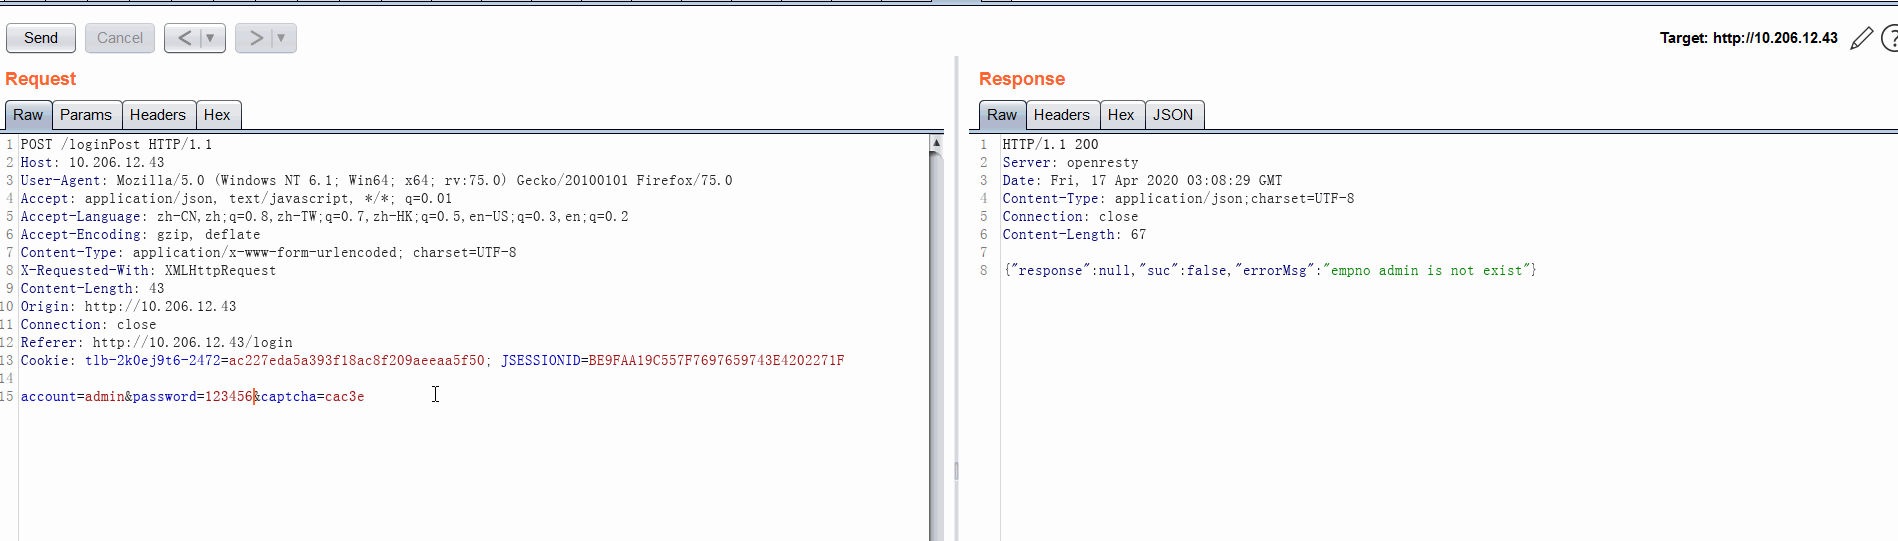 Send Cancel < ▼ > ▼ Target: http://10.206.12.43 ?
Request
Raw Params Headers Hex
1 POST /loginPost HTTP/1.1
2 Host: 10.206.12.43
3 User-Agent: Mozilla/5.0 (Windows NT 6.1; Win64; x64; rv:75.0) Gecko/20100101 Firefox/75.0
4 Accept: application/json, text/javascript, */*; q=0.01
5 Accept-Language: zh-CN,zh;q=0.8,zh-TW;q=0.7,zh-HK;q=0.5,en-US;q=0.3,en;q=0.2
6 Accept-Encoding: gzip, deflate
7 Content-Type: application/x-www-form-urlencoded; charset=UTF-8
8 X-Requested-With: XMLHttpRequest
9 Content-Length: 43
10 Origin: http://10.206.12.43
11 Connection: close
12 Referer: http://10.206.12.43/login
13 Cookie: tlb-2k0ej9t6-2472=ac227eda5a393f18ac8f209aeeaa5f50; JSESSIONID=BE9FAA19C557F7697659743E4202271F
14
15 account=admin&password=123456&captcha=cac3e
Response
Raw Headers Hex JSON
1 HTTP/1.1 200
2 Server: openresty
3 Date: Fri, 17 Apr 2020 03:08:29 GMT
4 Content-Type: application/json;charset=UTF-8
5 Connection: close
6 Content-Length: 67
7
8 {"response":null,"suc":false,"errorMsg":"empno admin is not exist"}